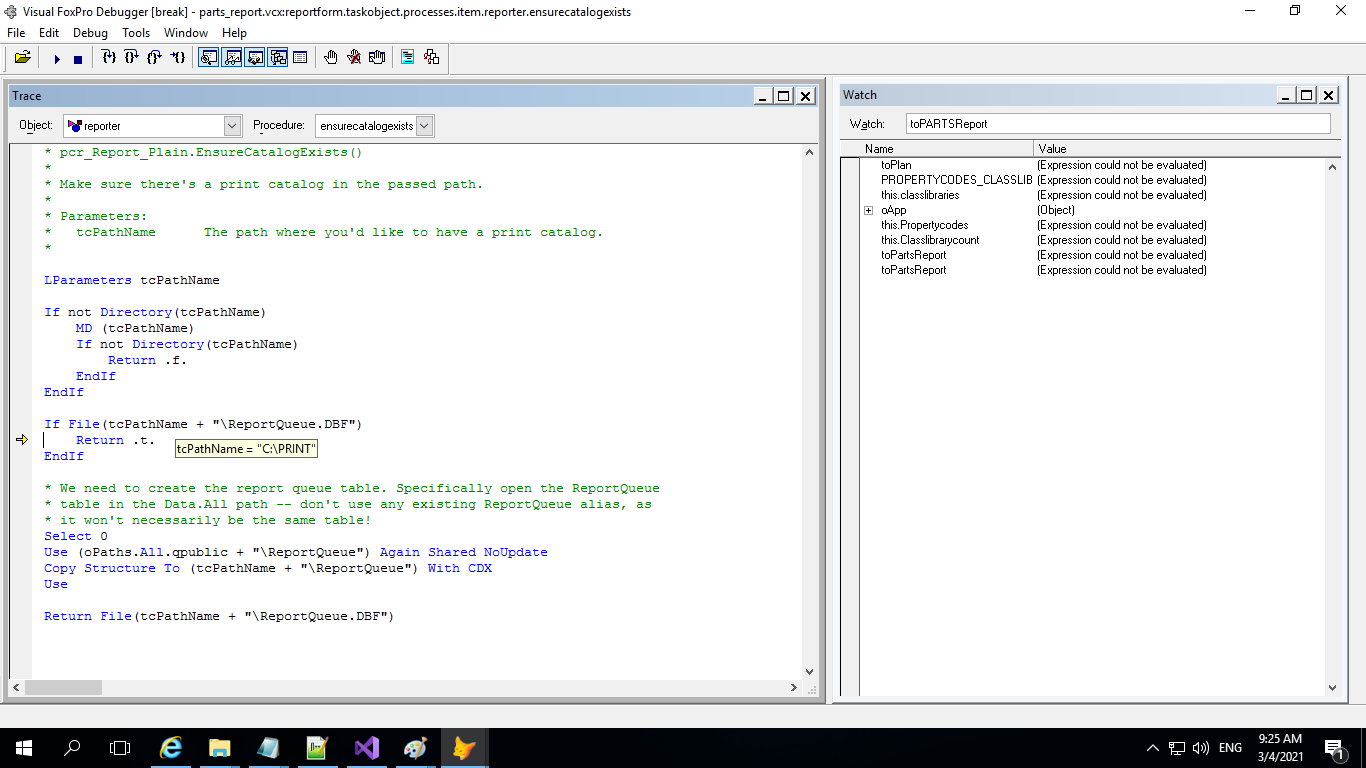 Visual FoxPro Debugger [break] - parts_report.vcx:reportform.taskobject.processes.item.reporter.ensurecatalogexists
File Edit Debug Tools Window Help
Trace
Object: reporter Procedure: ensurecatalogexists
* pcr_Report_Plain.EnsureCatalogExists()
*
* Make sure there's a print catalog in the passed path.
*
* Parameters:
* tcPathName The path where you'd like to have a print catalog.
*
LParameters tcPathName
If not Directory(tcPathName)
MD (tcPathName)
If not Directory(tcPathName)
Return .f.
EndIf
EndIf
If File(tcPathName + "\ReportQueue.DBF")
Return .t.
tcPathName = "C:\PRINT"
EndIf
* We need to create the report queue table. Specifically open the ReportQueue
* table in the Data.All path -- don't use any existing ReportQueue alias, as
* it won't necessarily be the same table!
Select 0
Use (oPaths.All.qpublic + "\ReportQueue") Again Shared NoUpdate
Copy Structure To (tcPathName + "\ReportQueue") With CDX
Use
Return File(tcPathName + "\ReportQueue.DBF")
Watch
Watch: toPARTSReport
Name Value
toPlan (Expression could not be evaluated)
PROPERTYCODES_CLASSLIB (Expression could not be evaluated)
this.classlibraries (Expression could not be evaluated)
oApp (Object)
this.Propertycodes (Expression could not be evaluated)
this.Classlibrarycount (Expression could not be evaluated)
toPartsReport (Expression could not be evaluated)
toPartsReport (Expression could not be evaluated)
ENG
9:25 AM
3/4/2021
1